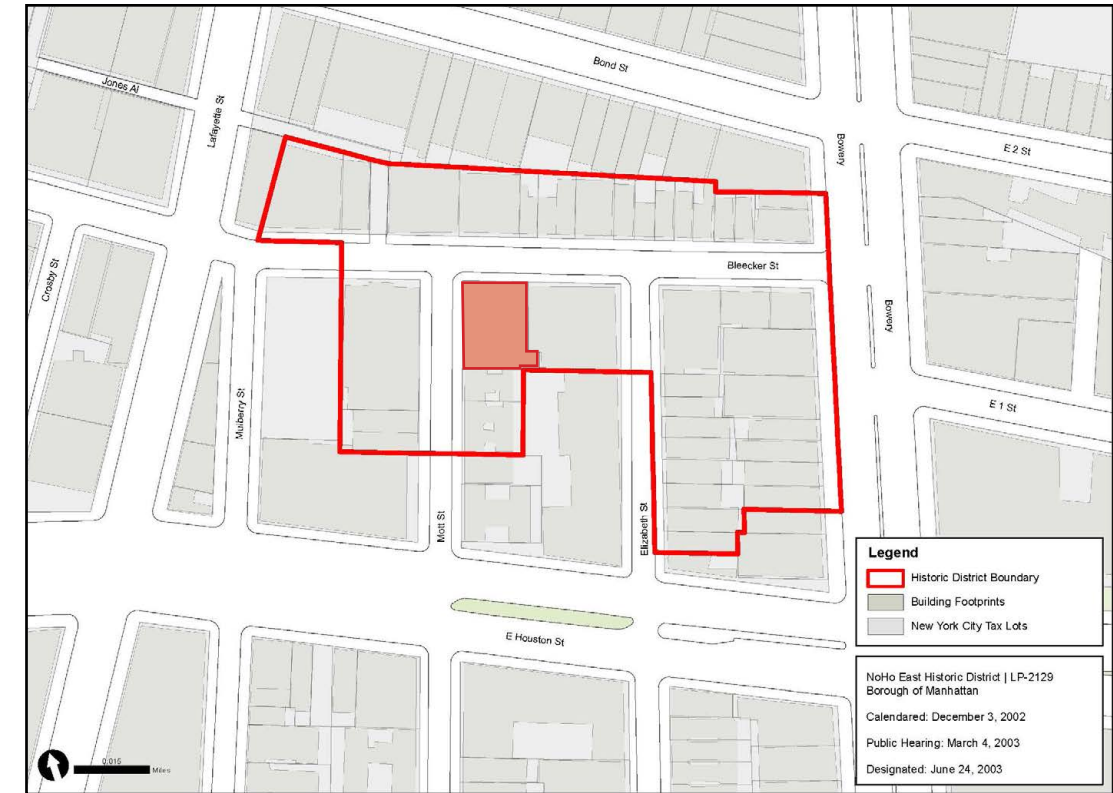 Bond St
Jones Al
Lafayette St
Bowery
E 2 St
Bleecker St
Crosby St
Bowery
Mulberry St
E 1 St
Mott St
Elizabeth St
E Houston St
Legend
Historic District Boundary
Building Footprints
New York City Tax Lots
NoHo East Historic District | LP-2129
Borough of Manhattan
Calendared: December 3, 2002
Public Hearing: March 4, 2003
Designated: June 24, 2003
0.015
Miles